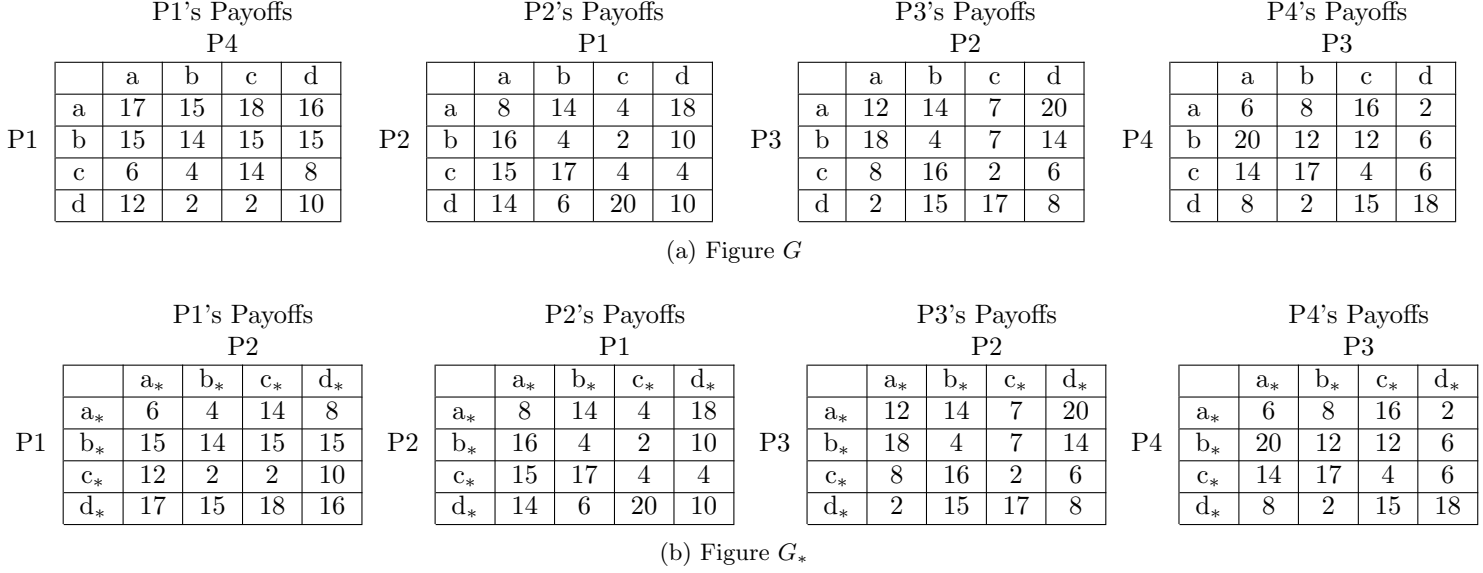 P1's Payoffs P2's Payoffs P3's Payoffs P4's Payoffs
P4 P1 P2 P3
a b c d a b c d a b c d a b c d
a 17 15 18 16 a 8 14 4 18 a 12 14 7 20 a 6 8 16 2
P1 b 15 14 15 15 P2 b 16 4 2 10 P3 b 18 4 7 14 P4 b 20 12 12 6
c 6 4 14 8 c 15 17 4 4 c 8 16 2 6 c 14 17 4 6
d 12 2 2 10 d 14 6 20 10 d 2 15 17 8 d 8 2 15 18
(a) Figure G
P1's Payoffs P2's Payoffs P3's Payoffs P4's Payoffs
P2 P1 P2 P3
a* b* c* d* a* b* c* d* a* b* c* d* a* b* c* d*
a* 6 4 14 8 a* 8 14 4 18 a* 12 14 7 20 a* 6 8 16 2
P1 b* 15 14 15 15 P2 b* 16 4 2 10 P3 b* 18 4 7 14 P4 b* 20 12 12 6
c* 12 2 2 10 c* 15 17 4 4 c* 8 16 2 6 c* 14 17 4 6
d* 17 15 18 16 d* 14 6 20 10 d* 2 15 17 8 d* 8 2 15 18
(b) Figure G*